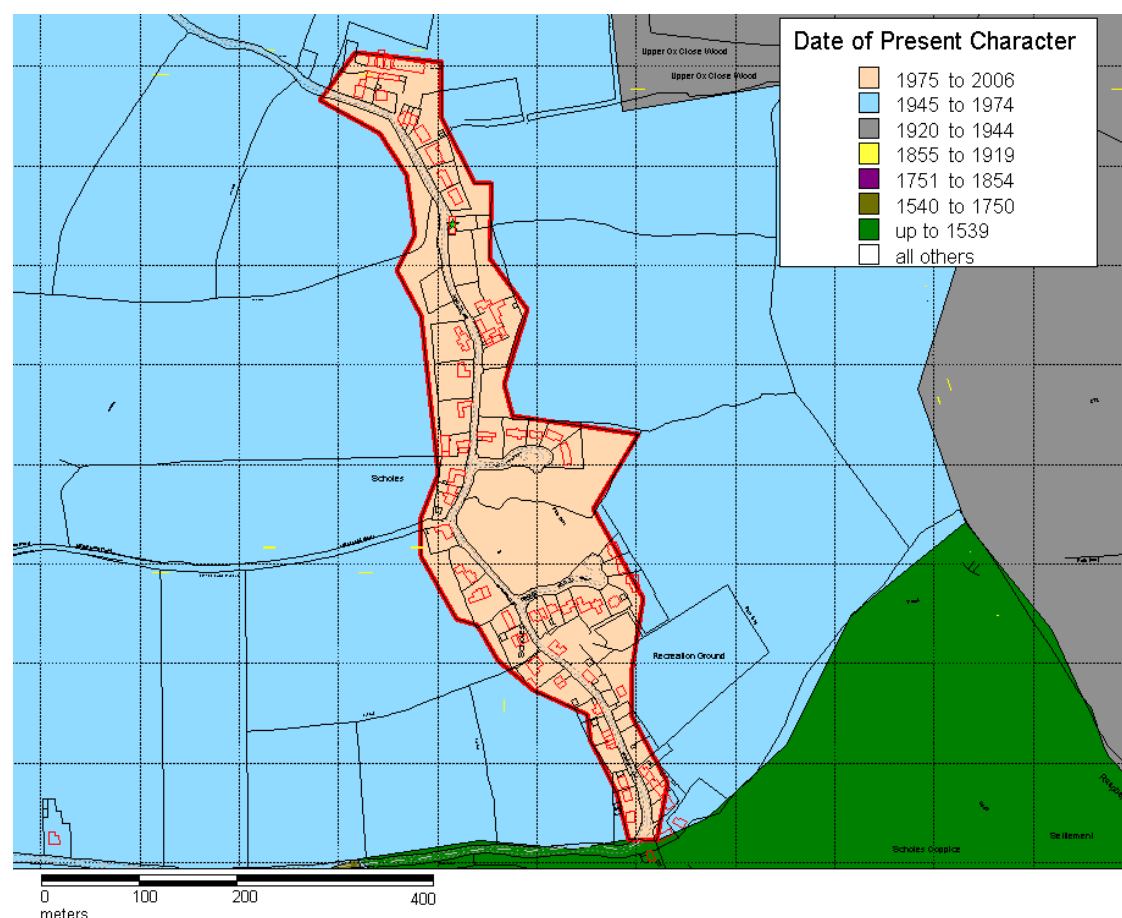 Upper Ox Close Wood
Upper Ox Close Wood
Date of Present Character
1975 to 2006
1945 to 1974
1920 to 1944
1855 to 1919
1751 to 1854
1540 to 1750
up to 1539
all others
Scholes
Recreation Ground
Settlement
Scholes Coppice
0 100 200 400
meters